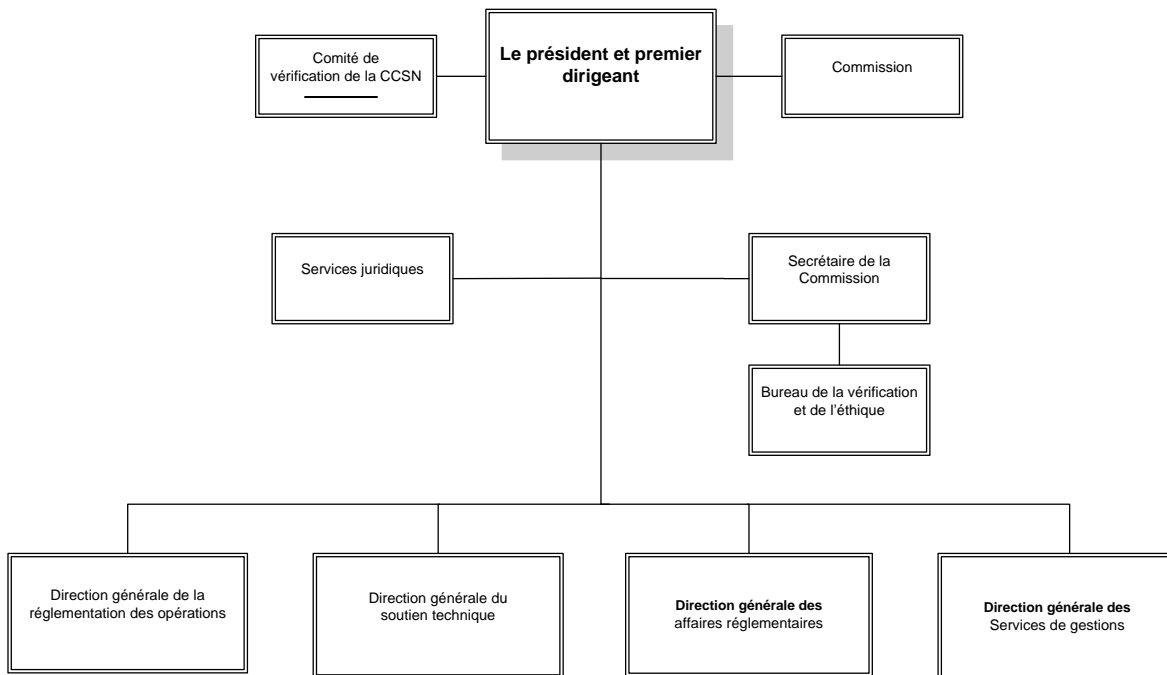 Comité de
vérification de la CCSN
Le président et premier
dirigeant
Commission
Services juridiques
Secrétaire de la
Commission
Bureau de la vérification
et de l'éthique
Direction générale de la
réglementation des opérations
Direction générale du
soutien technique
Direction générale des
affaires réglementaires
Direction générale des
Services de gestions